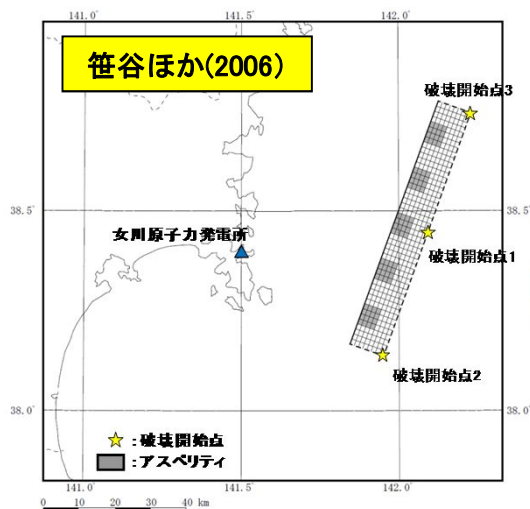 141.0°
141.5°
142.0°
笹谷ほか(2006)
破壊開始点3
38.5°
38.5°
女川原子力発電所
破壊開始点1
破壊開始点2
38.0°
38.0°
：破壊開始点
：アスペリティ
141.0°
141.5°
142.0°
0 10 20 30 40 km